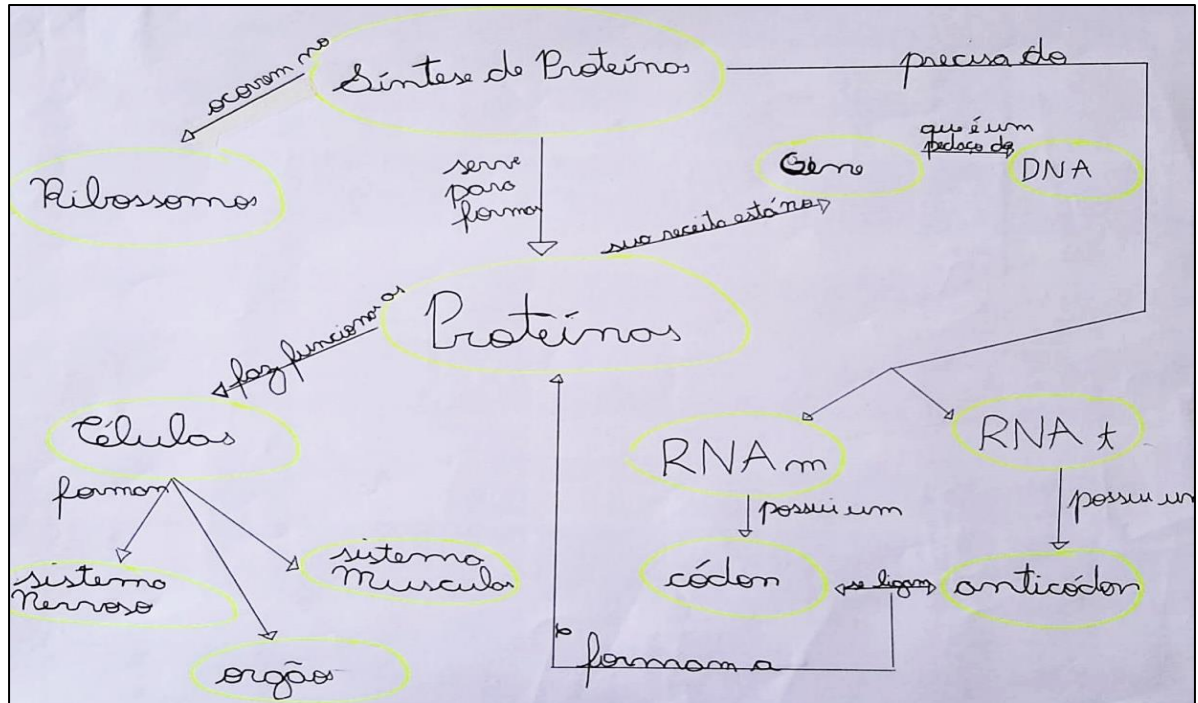 Síntese de Proteínas
ocorem no
Ribossomos
precisa do
serve
para
formar
Gene
que é um
pedaço do
DNA
sua receita está no
Proteínas
faz funcionar as
Células
formam
sistema
Nervoso
sistema
Muscular
orgãos
RNA m
RNA t
possui um
possui um
códon
se ligam
anticódon
e formam a